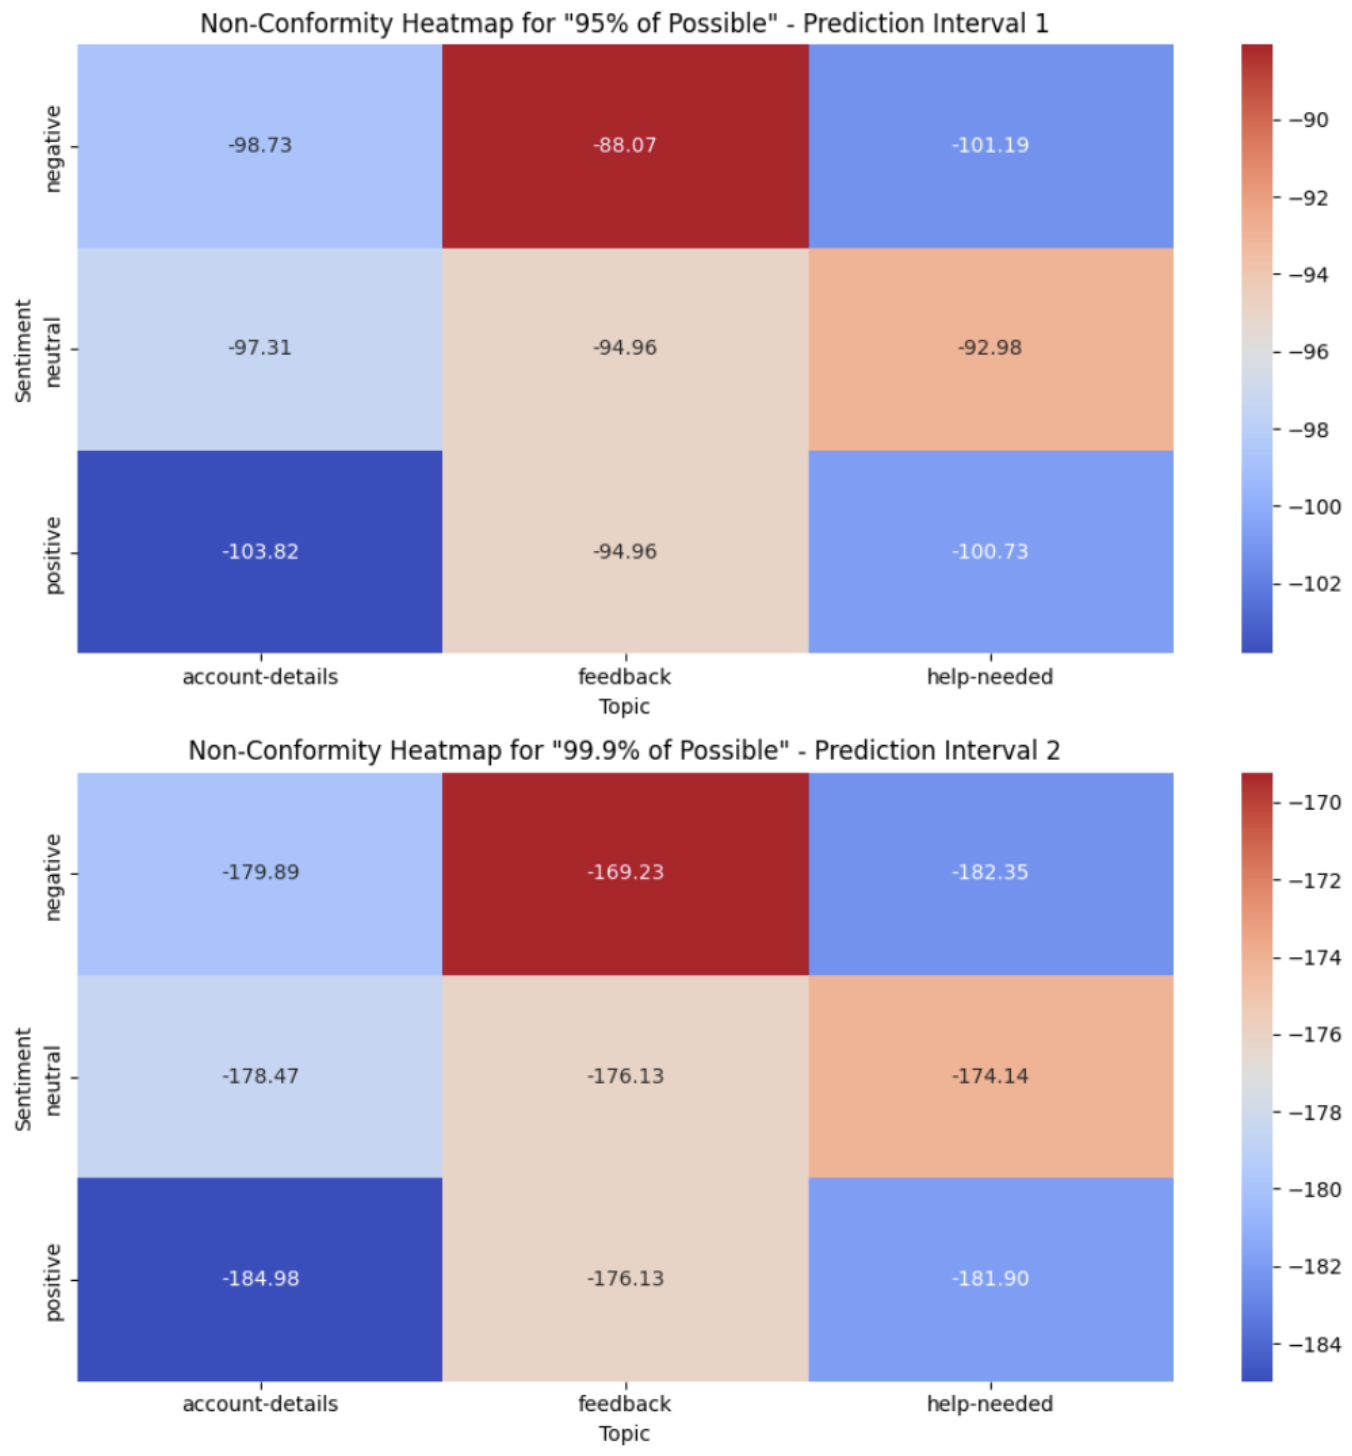 Non-Conformity Heatmap for "95% of Possible" - Prediction Interval 1
Sentiment
negative
neutral
positive
-98.73 -88.07 -101.19
-97.31 -94.96 -92.98
-103.82 -94.96 -100.73
account-details feedback help-needed
Topic
−90
−92
−94
−96
−98
−100
−102
Non-Conformity Heatmap for "99.9% of Possible" - Prediction Interval 2
Sentiment
negative
neutral
positive
-179.89 -169.23 -182.35
-178.47 -176.13 -174.14
-184.98 -176.13 -181.90
account-details feedback help-needed
Topic
−170
−172
−174
−176
−178
−180
−182
−184